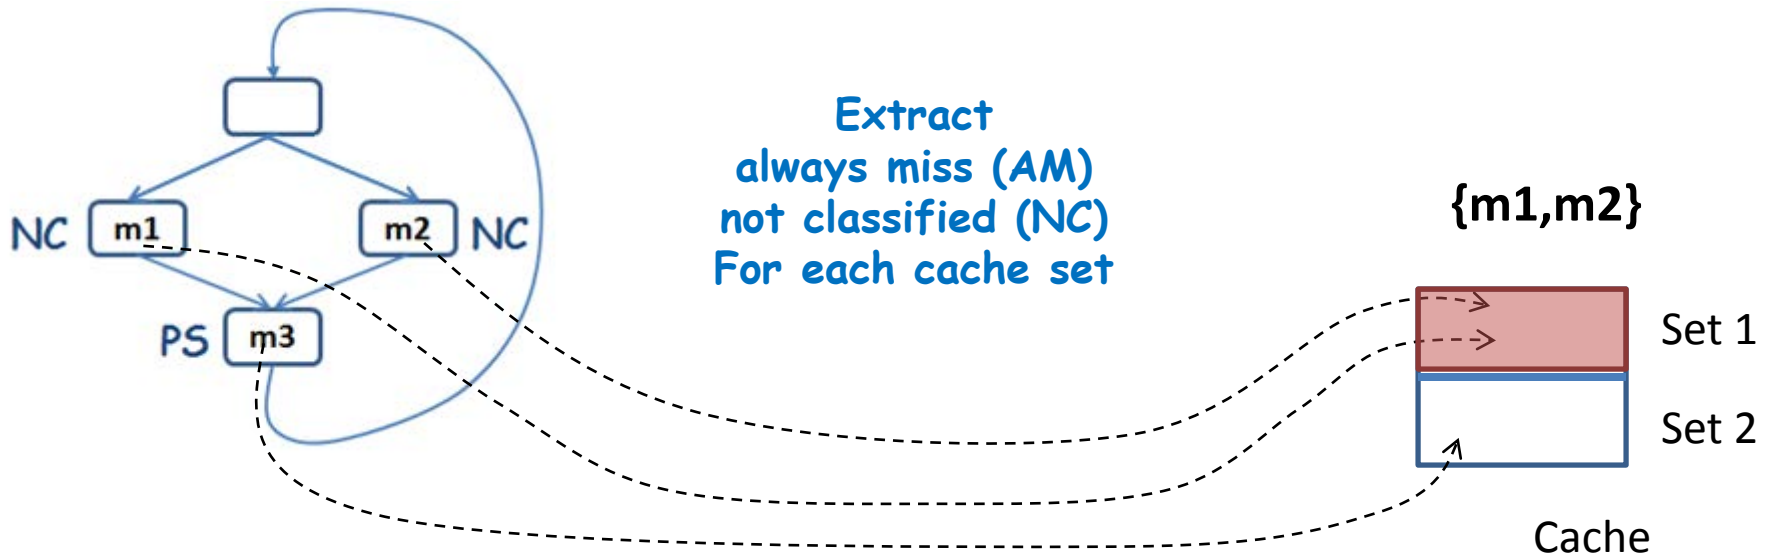 Extract
always miss (AM)
not classified (NC)
For each cache set
{m1,m2}
NC m1 m2 NC
PS m3
Set 1
Set 2
Cache